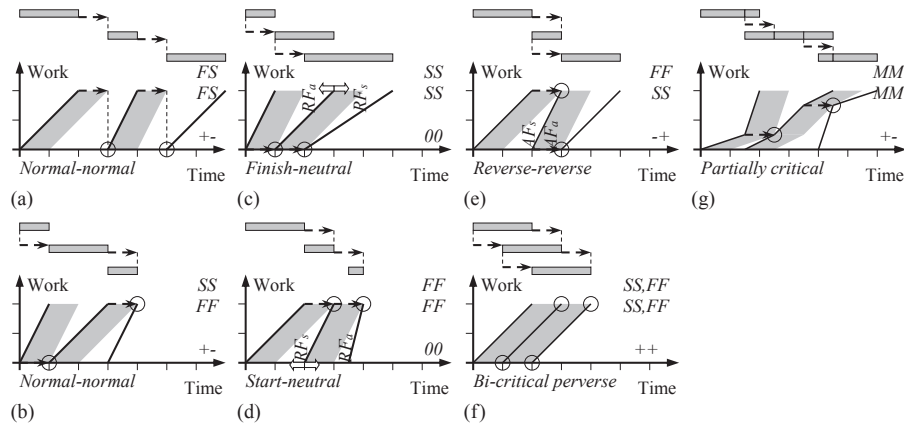 Work
FS
FS
+-
Normal-normal
Time
(a)
Work
RFa
RFs
SS
SS
00
Finish-neutral
Time
(c)
Work
AFs
AFa
FF
SS
-+
Reverse-reverse
Time
(e)
Work
MM
MM
+-
Partially critical
Time
(g)
Work
SS
FF
+-
Normal-normal
Time
(b)
Work
RFs
RFa
FF
FF
00
Start-neutral
Time
(d)
Work
SS,FF
SS,FF
++
Bi-critical perverse
Time
(f)